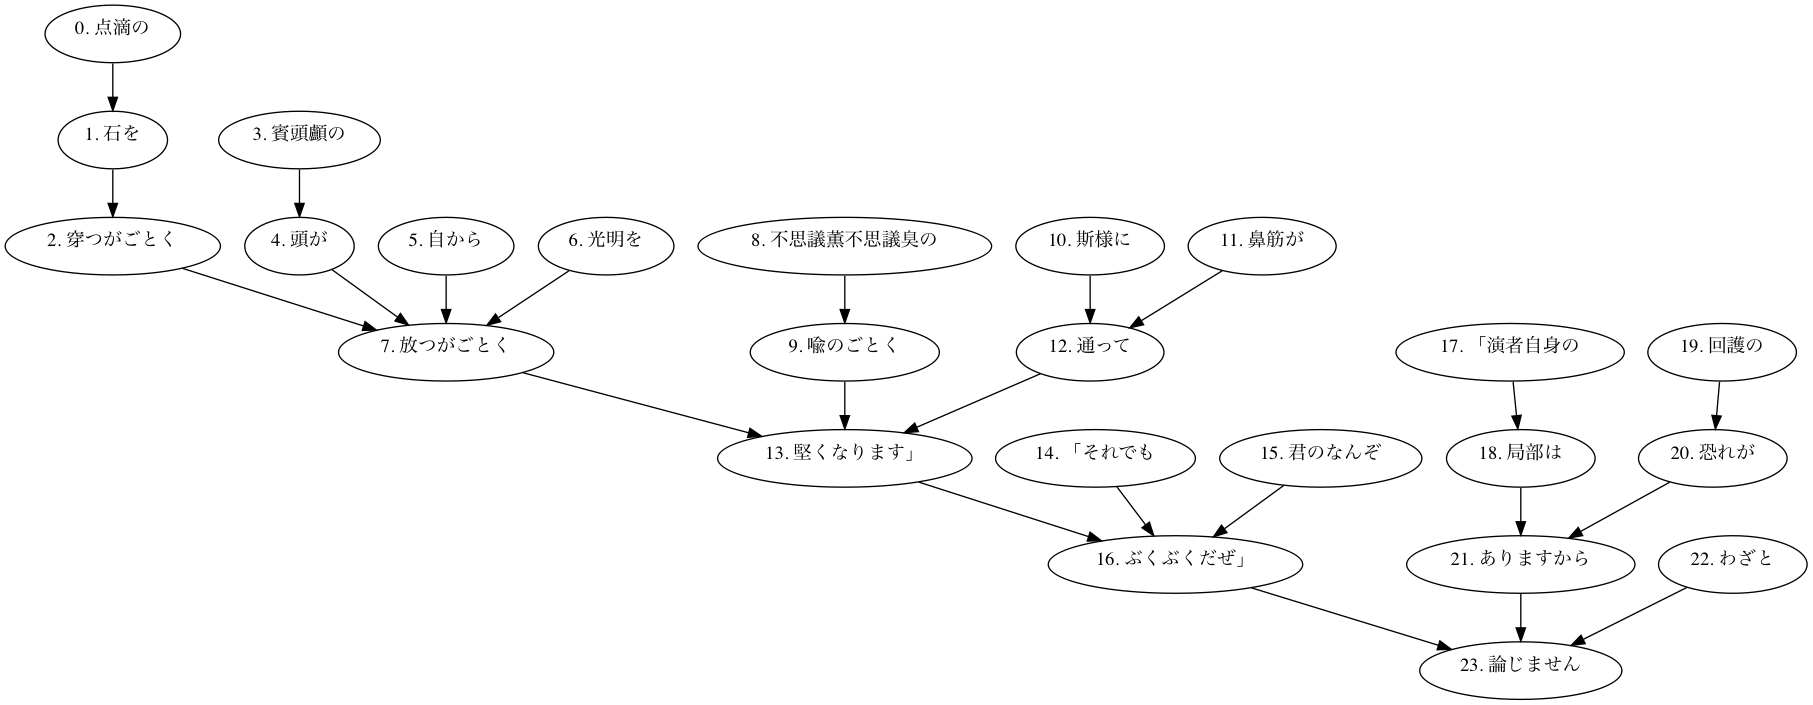 0. 点滴の
1. 石を
2. 穿つがごとく
3. 賓頭顱の
4. 頭が
5. 自から
6. 光明を
7. 放つがごとく
8. 不思議薫不思議臭の
9. 喩のごとく
10. 斯様に
11. 鼻筋が
12. 通って
13. 堅くなります」
14. 「それでも
15. 君のなんぞ
16. ぶくぶくだぜ」
17. 「演者自身の
18. 局部は
19. 回護の
20. 恐れが
21. ありますから
22. わざと
23. 論じません